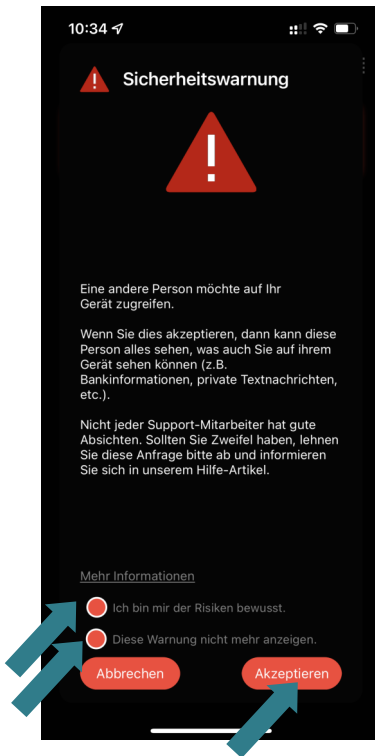 10:34
Sicherheitswarnung
Eine andere Person möchte auf Ihr
Gerät zugreifen.
Wenn Sie dies akzeptieren, dann kann diese
Person alles sehen, was auch Sie auf ihrem
Gerät sehen können (z.B.
Bankinformationen, private Textnachrichten,
etc.).
Nicht jeder Support-Mitarbeiter hat gute
Absichten. Sollten Sie Zweifel haben, lehnen
Sie diese Anfrage bitte ab und informieren
Sie sich in unserem Hilfe-Artikel.
Mehr Informationen
Ich bin mir der Risiken bewusst.
Diese Warnung nicht mehr anzeigen.
Abbrechen Akzeptieren